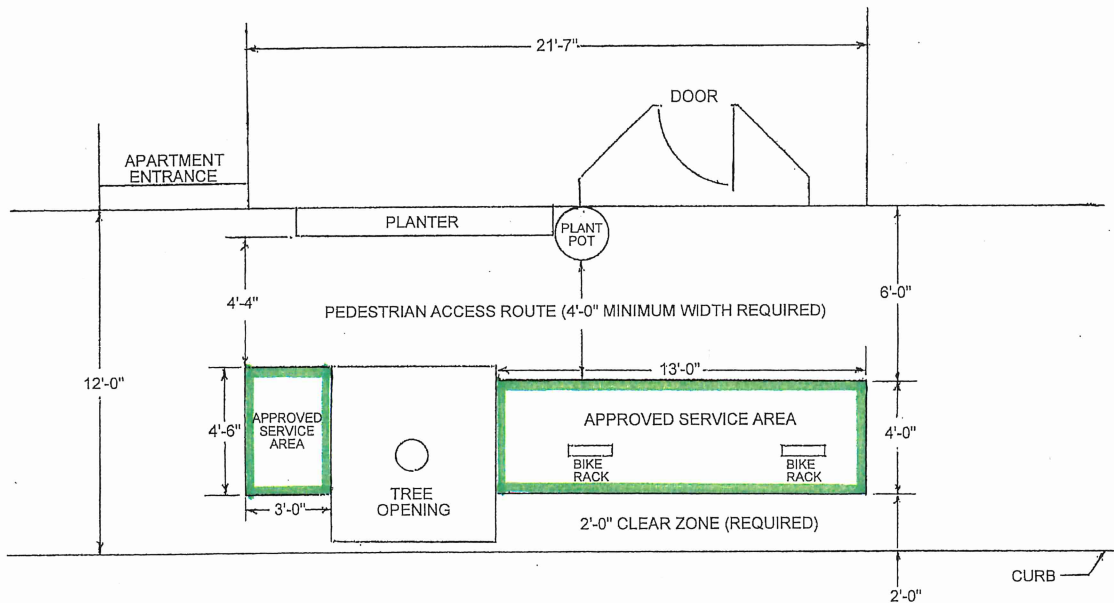 21'-7"
DOOR
APARTMENT
ENTRANCE
PLANTER
PLANT
POT
4'-4"
6'-0"
PEDESTRIAN ACCESS ROUTE (4'-0" MINIMUM WIDTH REQUIRED)
12'-0"
13'-0"
4'-6"
APPROVED
SERVICE
AREA
APPROVED SERVICE AREA
4'-0"
BIKE
RACK
BIKE
RACK
TREE
OPENING
3'-0"
2'-0" CLEAR ZONE (REQUIRED)
CURB
2'-0"